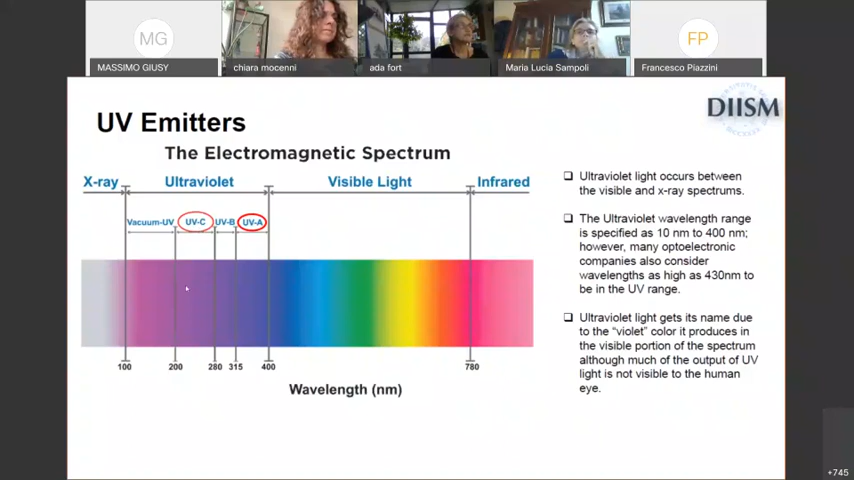 MG
FP
MASSIMO GIUSY
chiara mocenni
ada fort
Maria Lucia Sampoli
Francesco Piazzini
DIISM
UV Emitters
The Electromagnetic Spectrum
X-ray
Ultraviolet
Visible Light
Infrared
Vacuum-UV
UV-C
UV-B
UV-A
100
200
280
315
400
780
Wavelength (nm)
Ultraviolet light occurs between
the visible and x-ray spectrums.
The Ultraviolet wavelength range
is specified as 10 nm to 400 nm;
however, many optoelectronic
companies also consider
wavelengths as high as 430nm to
be in the UV range.
Ultraviolet light gets its name due
to the “violet” color it produces in
the visible portion of the spectrum
although much of the output of UV
light is not visible to the human
eye.
+745